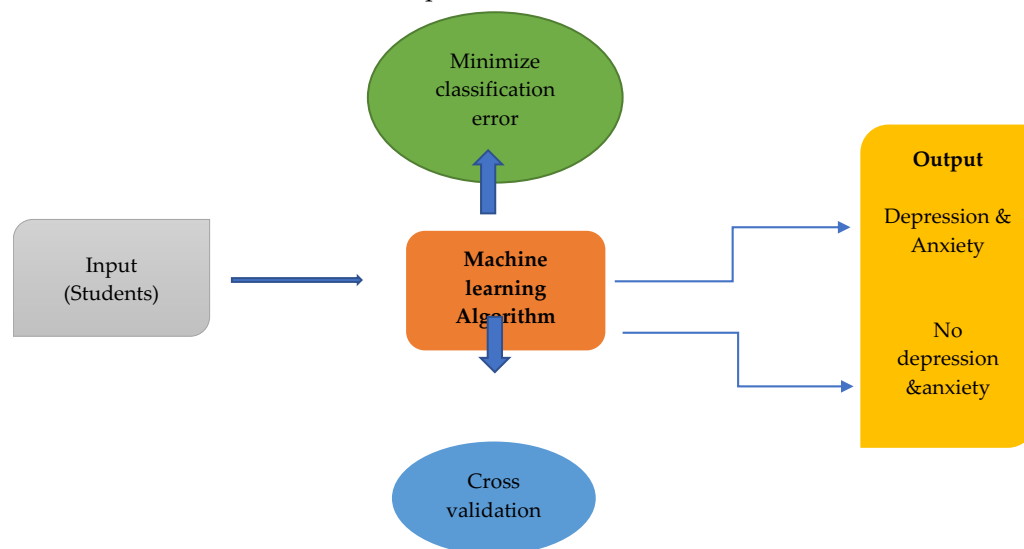 Minimize
classification
error
Output
Depression &
Anxiety
Input
(Students)
Machine
learning
Algorithm
No
depression
&anxiety
Cross
validation